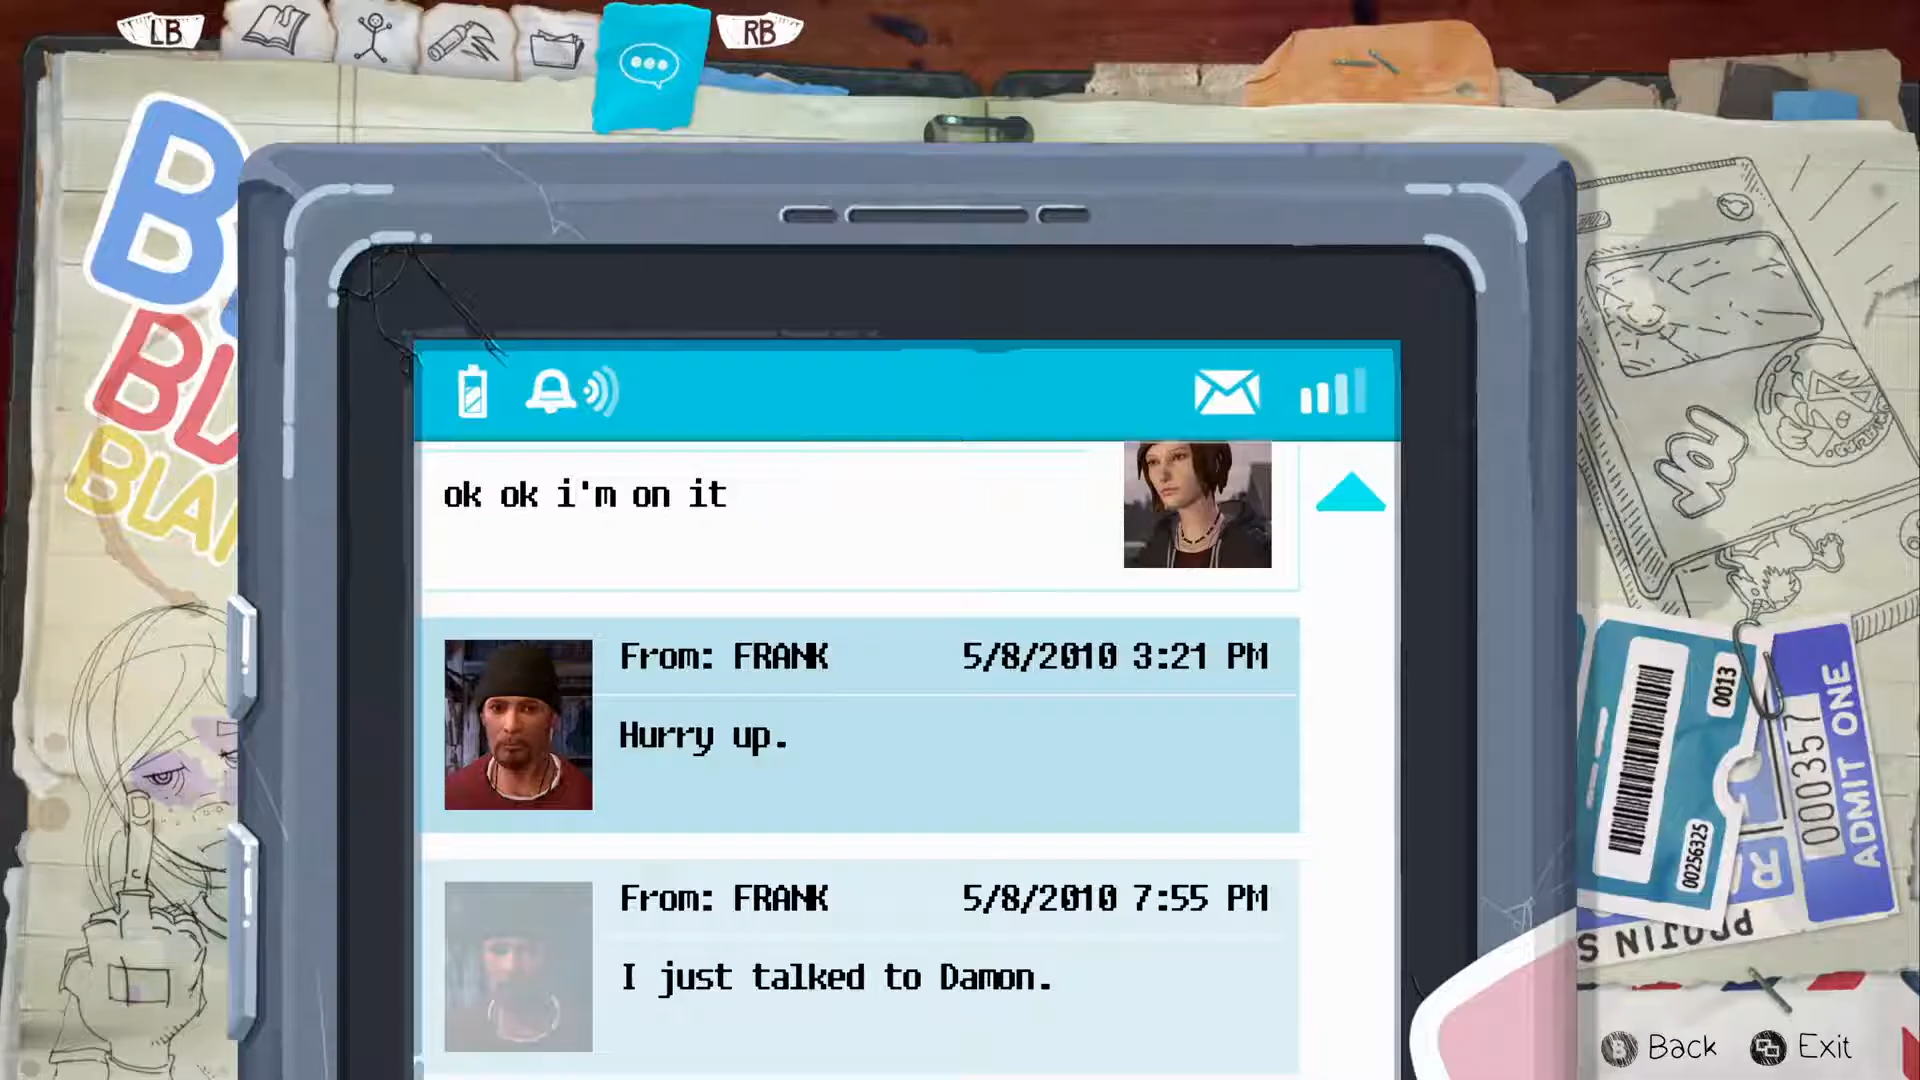 LB
RB
ok ok i'm on it
From: FRANK
5/8/2010 3:21 PM
Hurry up.
From: FRANK
5/8/2010 7:55 PM
I just talked to Damon.
0013
00256325
000357
ADMIT ONE
Back
Exit